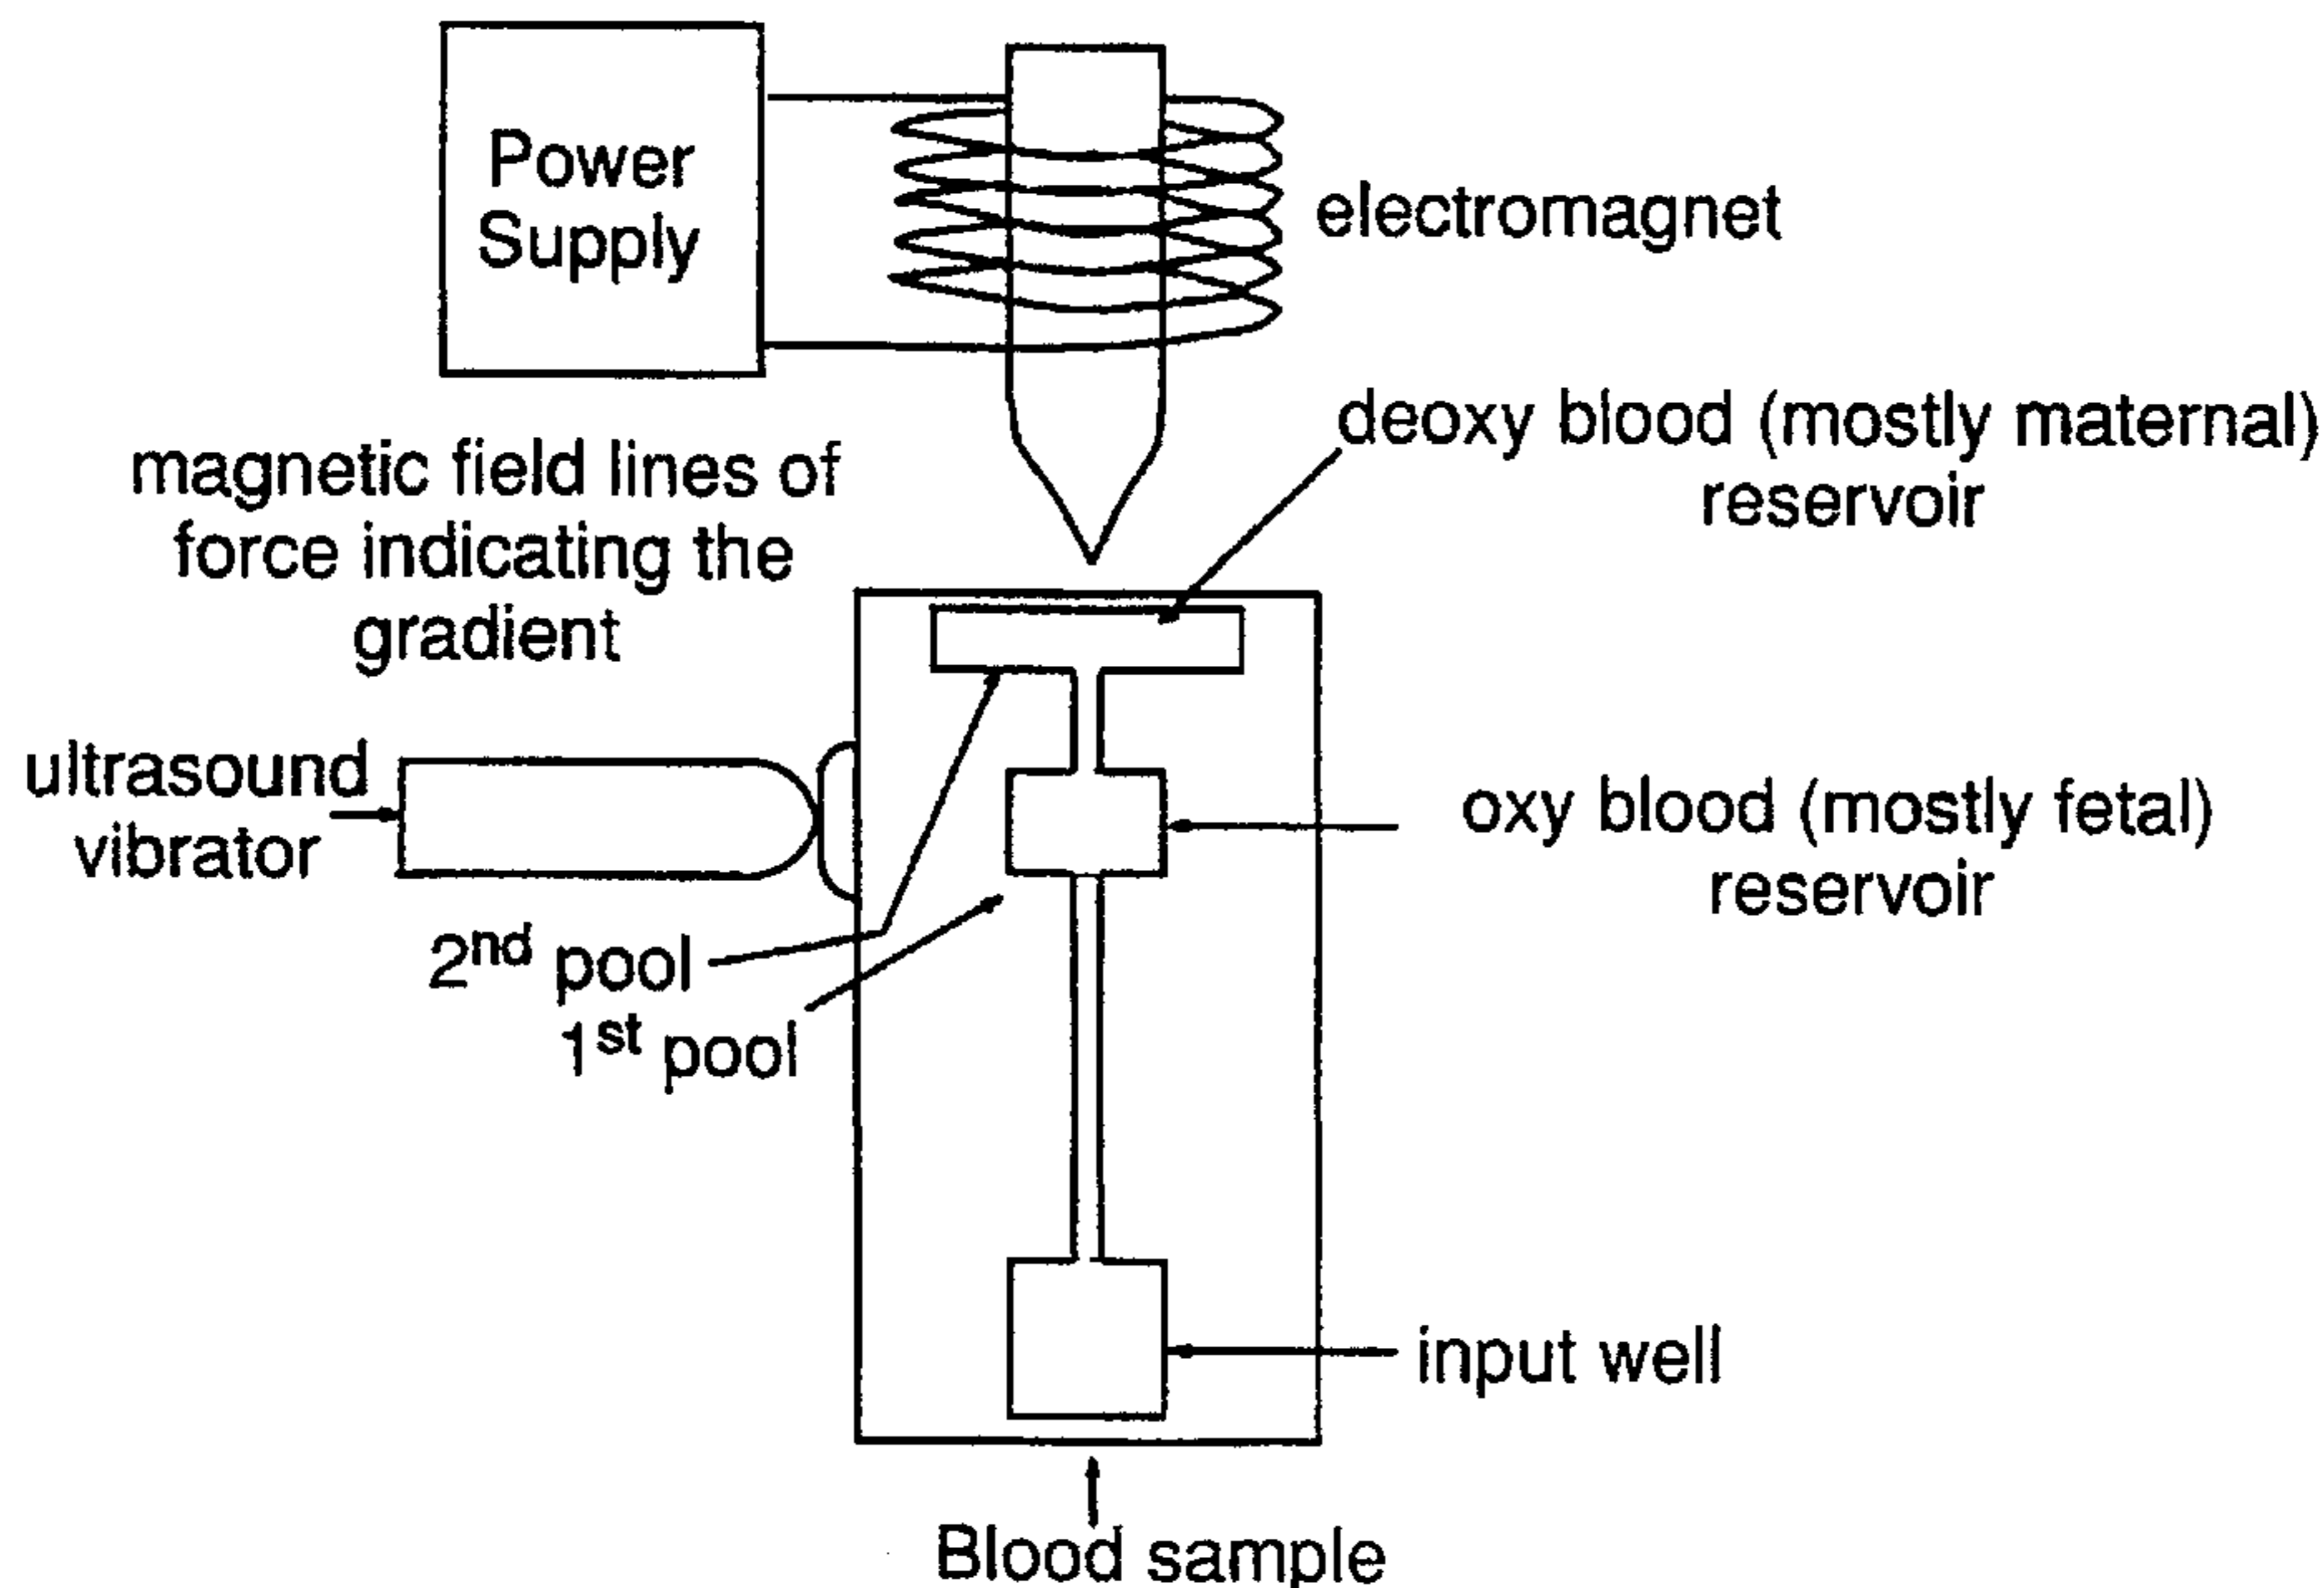 Power
Supply
electromagnet
deoxy blood (mostly maternal)
reservoir
magnetic field lines of
force indicating the
gradient
ultrasound
vibrator
oxy blood (mostly fetal)
reservoir
2nd pool
1st pool
input well
Blood sample